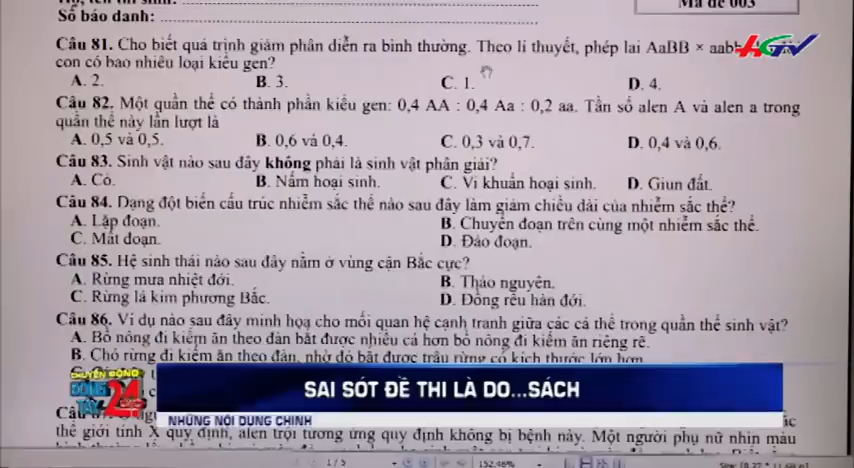 Số báo danh:
Mã đề 003
Câu 81. Cho biết quá trình giảm phân diễn ra bình thường. Theo lí thuyết, phép lai AaBB × aabb
HGTV
con có bao nhiêu loại kiểu gen?
A. 2. B. 3. C. 1. D. 4.
Câu 82. Một quần thể có thành phần kiểu gen: 0,4 AA : 0,4 Aa : 0,2 aa. Tần số alen A và alen a trong
quần thể này lần lượt là
A. 0,5 và 0,5. B. 0,6 và 0,4. C. 0,3 và 0,7. D. 0,4 và 0,6.
Câu 83. Sinh vật nào sau đây không phải là sinh vật phân giải?
A. Cỏ. B. Nấm hoại sinh. C. Vi khuẩn hoại sinh. D. Giun đất.
Câu 84. Dạng đột biến cấu trúc nhiễm sắc thể nào sau đây làm giảm chiều dài của nhiễm sắc thể?
A. Lặp đoạn. B. Chuyển đoạn trên cùng một nhiễm sắc thể.
C. Mất đoạn. D. Đảo đoạn.
Câu 85. Hệ sinh thái nào sau đây nằm ở vùng cận Bắc cực?
A. Rừng mưa nhiệt đới. B. Thảo nguyên.
C. Rừng lá kim phương Bắc. D. Đồng rêu hàn đới.
Câu 86. Ví dụ nào sau đây minh họa cho mối quan hệ cạnh tranh giữa các cá thể trong quần thể sinh vật?
A. Bồ nông đi kiếm ăn theo đàn bắt được nhiều cá hơn bồ nông đi kiếm ăn riêng rẽ.
B. Chó rừng đi kiếm ăn theo đàn, nhờ đó bắt được trâu rừng có kích thước lớn hơn
CHUYỂN ĐỘNG
ĐÔNG
TÂY 24
SAI SÓT ĐỀ THI LÀ DO...SÁCH
NHỮNG NỘI DUNG CHÍNH
thể giới tính X quy định, alen trội tương ứng quy định không bị bệnh này. Một người phụ nữ nhìn màu
1/5 152.46%